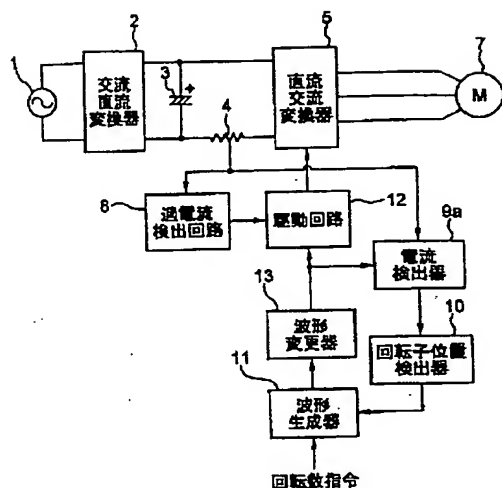 1
2
交流
直流
変換器
3
+
4
5
直流
交流
変換器
7
M
8
過電流
検出回路
駆動回路
12
9a
電流
検出器
13
波形
変更器
10
回転子位置
検出器
11
波形
生成器
回転数指令